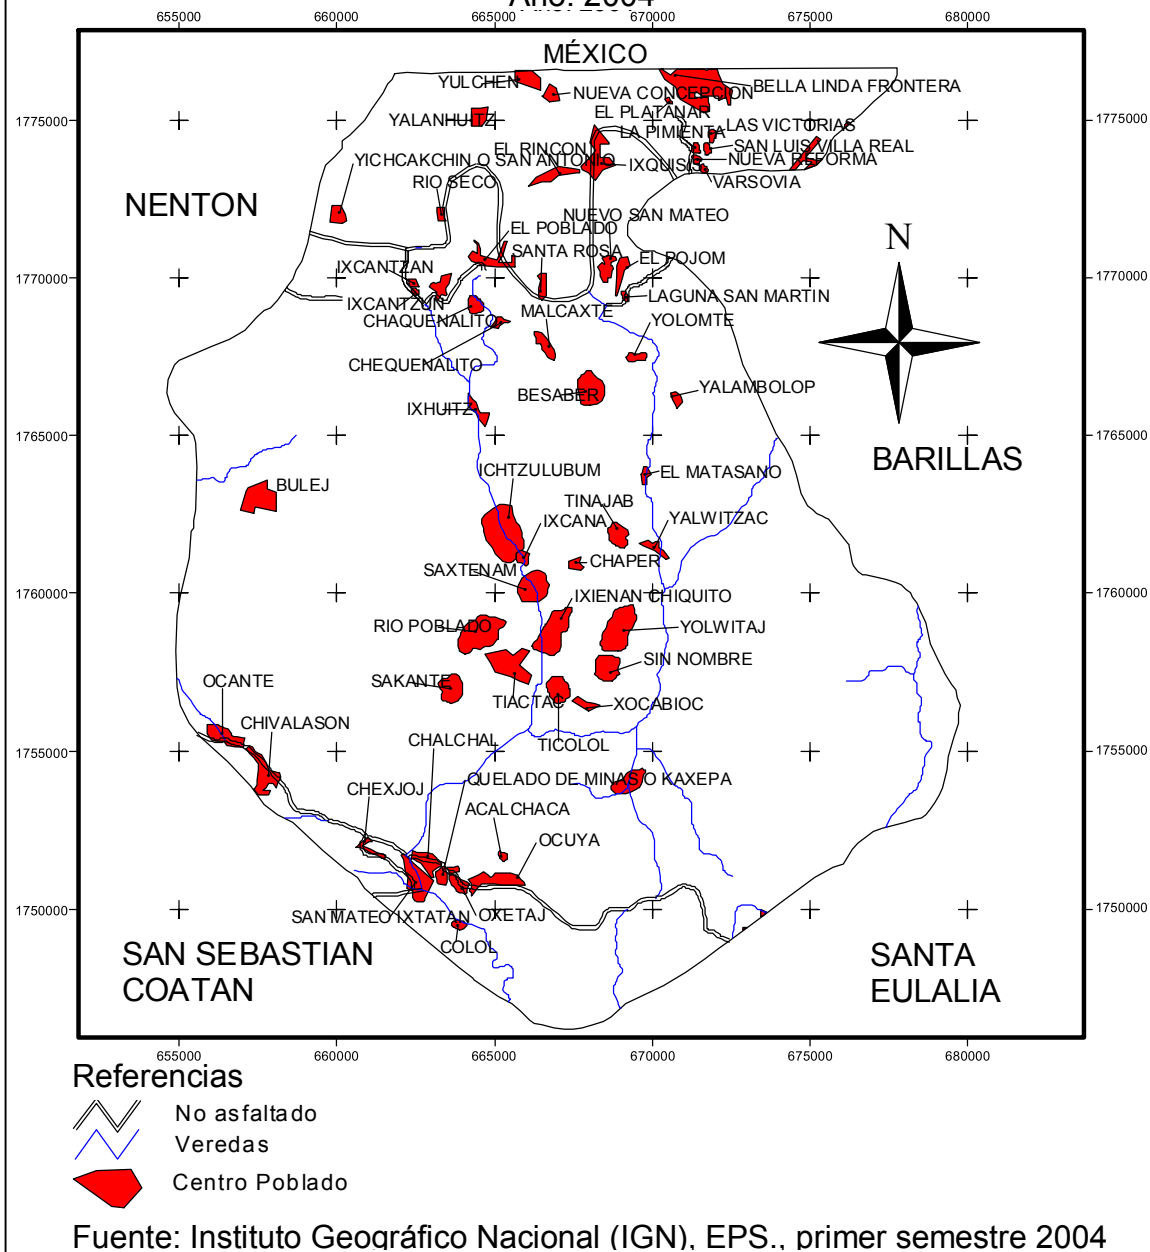 Año: 2004
655000 660000 665000 670000 675000 680000
MÉXICO
YULCHEN
BELLA LINDA FRONTERA
NUEVA CONCEPCION
EL PLATANAR
1775000
YALANHUITZ
LA PIMIENTA
LAS VICTORIAS
EL RINCON
SAN LUIS VILLA REAL
YICHCAKCHIN O SAN ANTONIO
IXQUISIS
NUEVA REFORMA
RIO SECO
VARSOVIA
NENTON
NUEVO SAN MATEO
N
EL POBLADO
SANTA ROSA
EL POJOM
IXCANTZAN
1770000
1770000
IXCANTZUN
LAGUNA SAN MARTIN
CHAQUENALITO
MALCAXTE
YOLOMTE
CHEQUENALITO
BESABER
YALAMBOLOP
IXHUITZ
1765000
1765000
BARILLAS
ICHTZULUBUM
EL MATASANO
BULEJ
TINAJAB
IXCANA
YALWITZAC
SAXTENAM
CHAPER
1760000
1760000
IXIENAN CHIQUITO
RIO POBLADO
YOLWITAJ
SIN NOMBRE
OCANTE
SAKANTE
TIACTAC
XOCABIOC
CHIVALASON
CHALCHAL
TICOLOL
1755000
1755000
CHEXJOJ
QUELADO DE MINAS O KAXEPA
ACALCHACA
OCUYA
1750000
1750000
SAN MATEO IXTATAN
OXETAJ
COLOL
SAN SEBASTIAN
COATAN
SANTA
EULALIA
655000 660000 665000 670000 675000 680000
Referencias
No asfaltado
Veredas
Centro Poblado
Fuente: Instituto Geográfico Nacional (IGN), EPS., primer semestre 2004